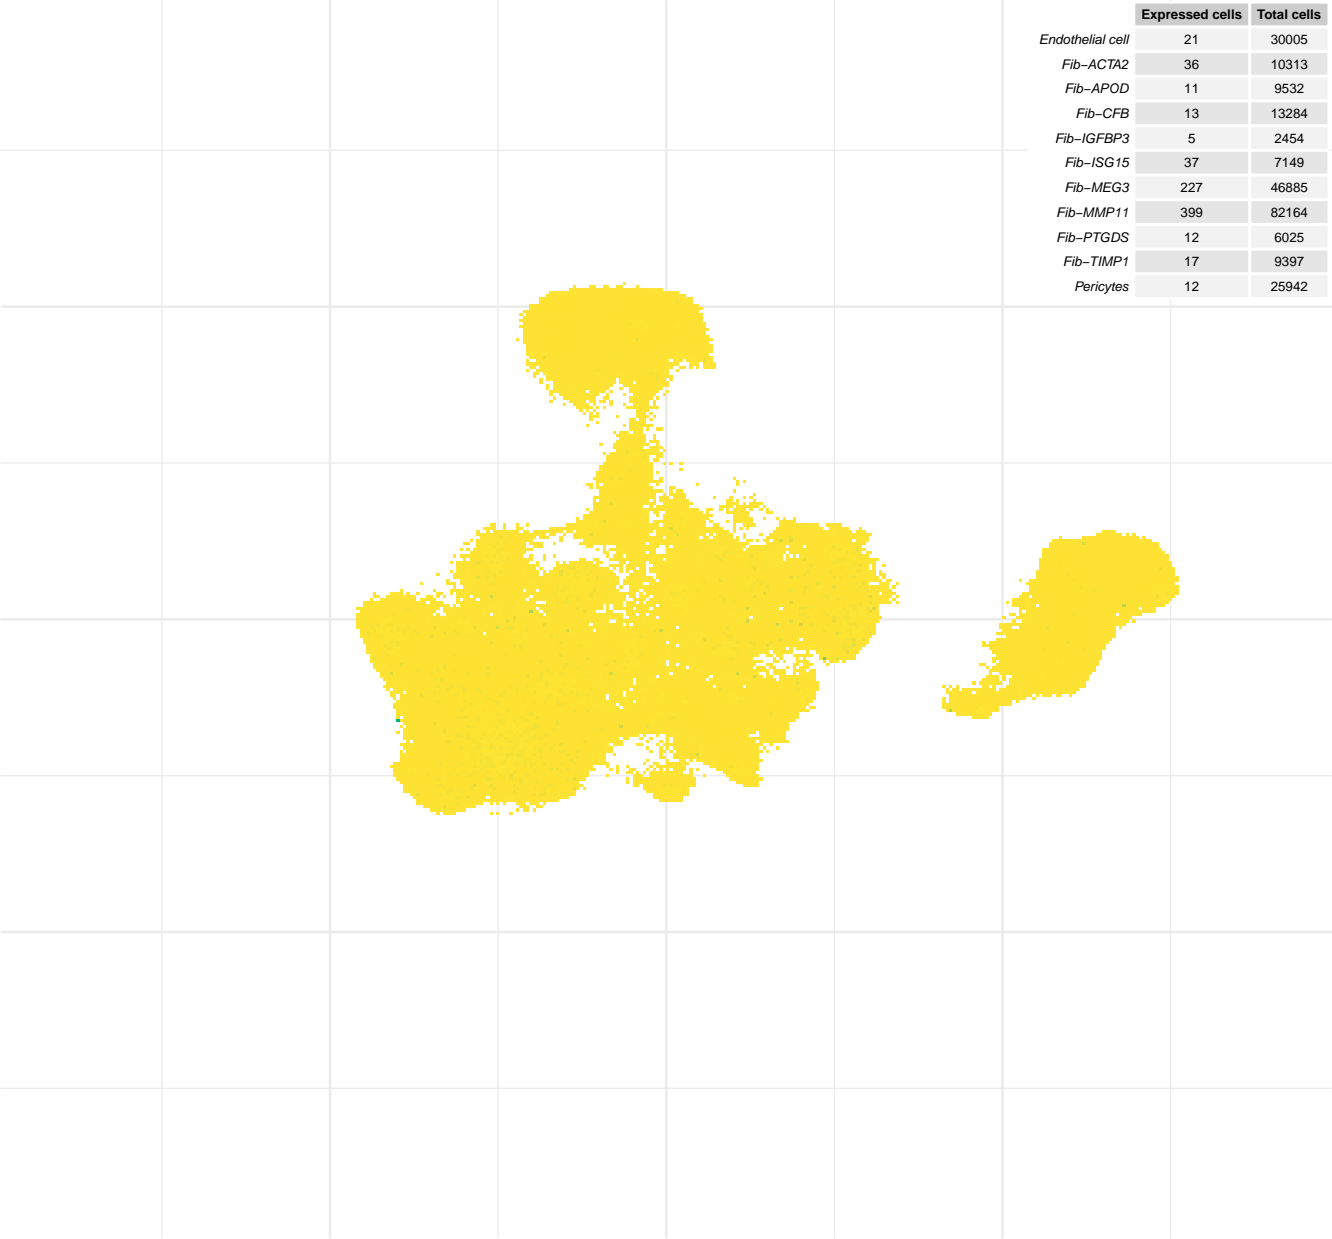 Expressed cells Total cells
Endothelial cell 21 30005
Fib−ACTA2 36 10313
Fib−APOD 11 9532
Fib−CFB 13 13284
Fib−IGFBP3 5 2454
Fib−ISG15 37 7149
Fib−MEG3 227 46885
Fib−MMP11 399 82164
Fib−PTGDS 12 6025
Fib−TIMP1 17 9397
Pericytes 12 25942